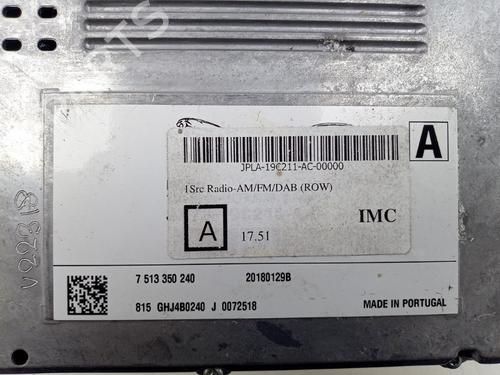 A
JPLA-19C211-AC-00000
1Src Radio-AM/FM/DAB (ROW)
A
IMC
17.51
7 513 350 240
20180129B
815 GHJ4B0240 J 0072518
MADE IN PORTUGAL
V22318